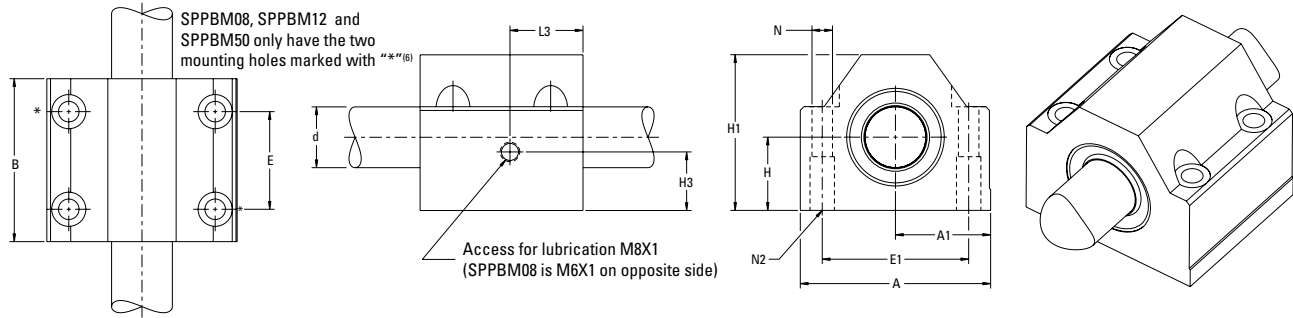 SPPBM08, SPPBM12 and
SPPBM50 only have the two
mounting holes marked with “*”(6)
*
*
B
E
L3
d
H3
Access for lubrication M8X1
(SPPBM08 is M6X1 on opposite side)
N
H1
H
N2
A1
E1
A